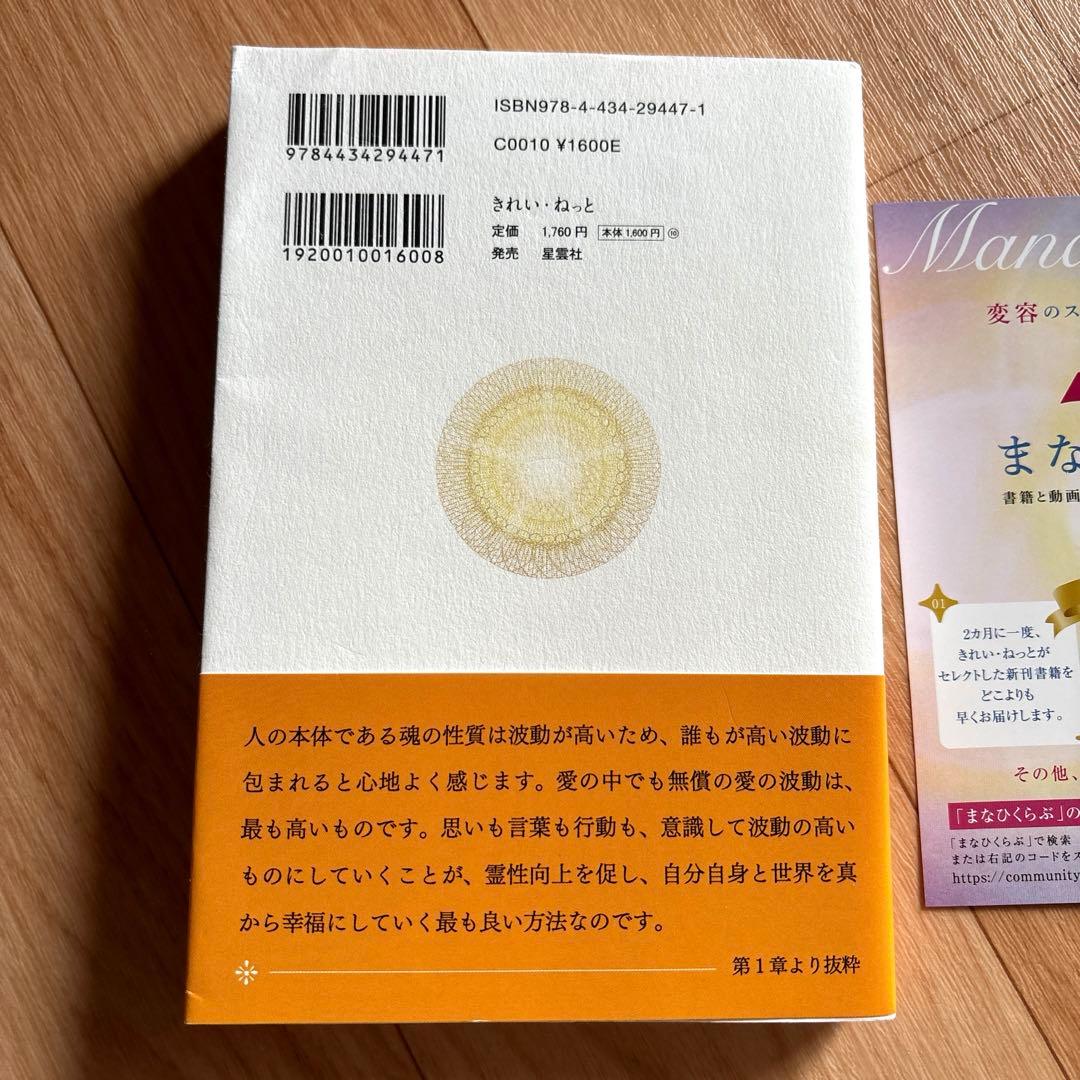 ISBN978-4-434-29447-1
9784434294471
C0010 ¥1600E
1920010016008
きれい・ねっと
定価 1,760円 本体1,600円 ⑩
発売 星雲社
人の本体である魂の性質は波動が高いため、誰もが高い波動に
包まれると心地よく感じます。愛の中でも無償の愛の波動は、
最も高いものです。思いも言葉も行動も、意識して波動の高い
ものにしていくことが、霊性向上を促し、自分自身と世界を真
から幸福にしていく最も良い方法なのです。
第1章より抜粋
Mana
変容のス
まな
書籍と動画
01
2カ月に一度、
きれい・ねっとが
セレクトした新刊書籍を
どこよりも
早くお届けします。
その他、
「まなひくらぶ」の
「まなひくらぶ」で検索
または右記のコードをス
https://community